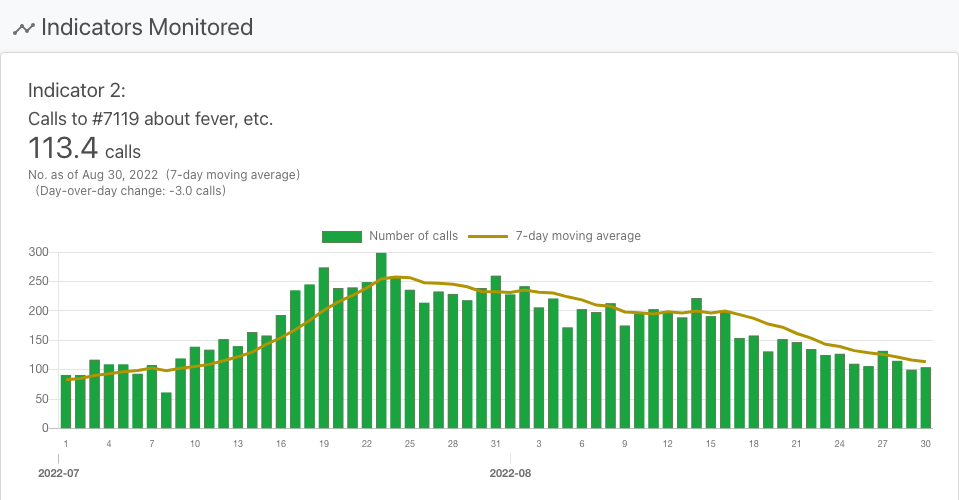 Indicators Monitored
Indicator 2:
Calls to #7119 about fever, etc.
113.4 calls
No. as of Aug 30, 2022 (7-day moving average)
(Day-over-day change: -3.0 calls)
Number of calls 7-day moving average
300
250
200
150
100
50
0
1 4 7 10 13 16 19 22 25 28 31 3 6 9 12 15 18 21 24 27 30
2022-07 2022-08